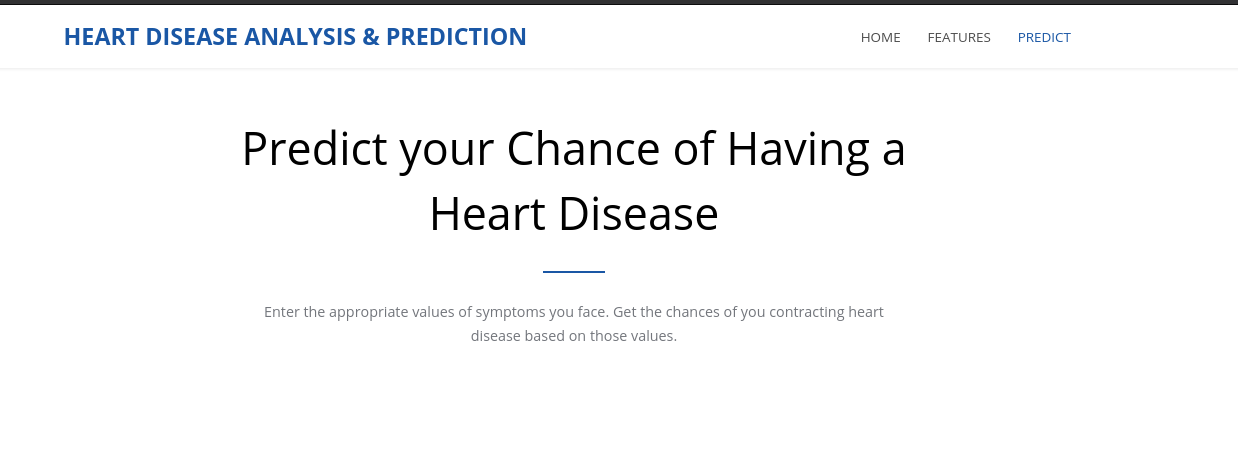 HEART DISEASE ANALYSIS & PREDICTION
HOME FEATURES PREDICT
Predict your Chance of Having a
Heart Disease
Enter the appropriate values of symptoms you face. Get the chances of you contracting heart
disease based on those values.